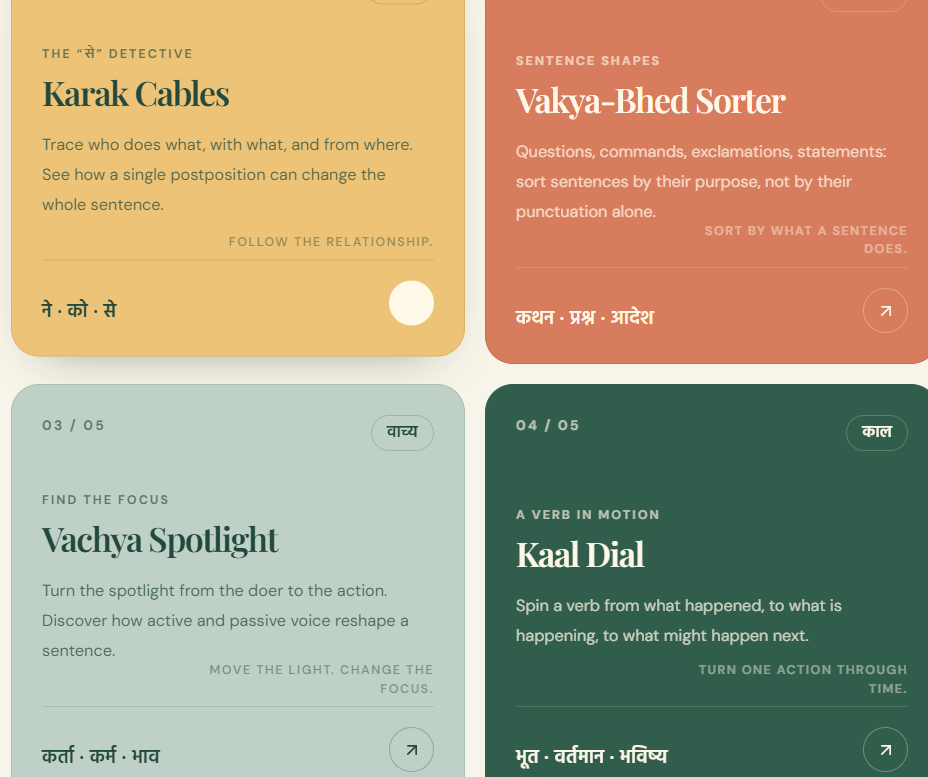 THE “से” DETECTIVE
Karak Cables
Trace who does what, with what, and from where.
See how a single postposition can change the
whole sentence.
FOLLOW THE RELATIONSHIP.
ने · को · से
SENTENCE SHAPES
Vakya-Bhed Sorter
Questions, commands, exclamations, statements:
sort sentences by their purpose, not by their
punctuation alone.
SORT BY WHAT A SENTENCE
DOES.
कथन · प्रश्न · आदेश
03 / 05
वाच्य
FIND THE FOCUS
Vachya Spotlight
Turn the spotlight from the doer to the action.
Discover how active and passive voice reshape a
sentence.
MOVE THE LIGHT. CHANGE THE
FOCUS.
कर्ता · कर्म · भाव
04 / 05
काल
A VERB IN MOTION
Kaal Dial
Spin a verb from what happened, to what is
happening, to what might happen next.
TURN ONE ACTION THROUGH
TIME.
भूत · वर्तमान · भविष्य